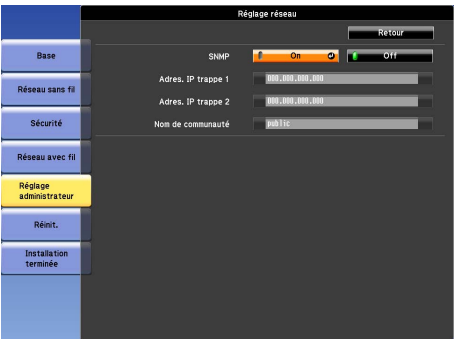 Réglage réseau
Retour
Base
SNMP On Off
Adres. IP trappe 1 000.000.000.000
Réseau sans fil
Adres. IP trappe 2 000.000.000.000
Sécurité
Nom de communauté public
Réseau avec fil
Réglage
administrateur
Réinit.
Installation
terminée